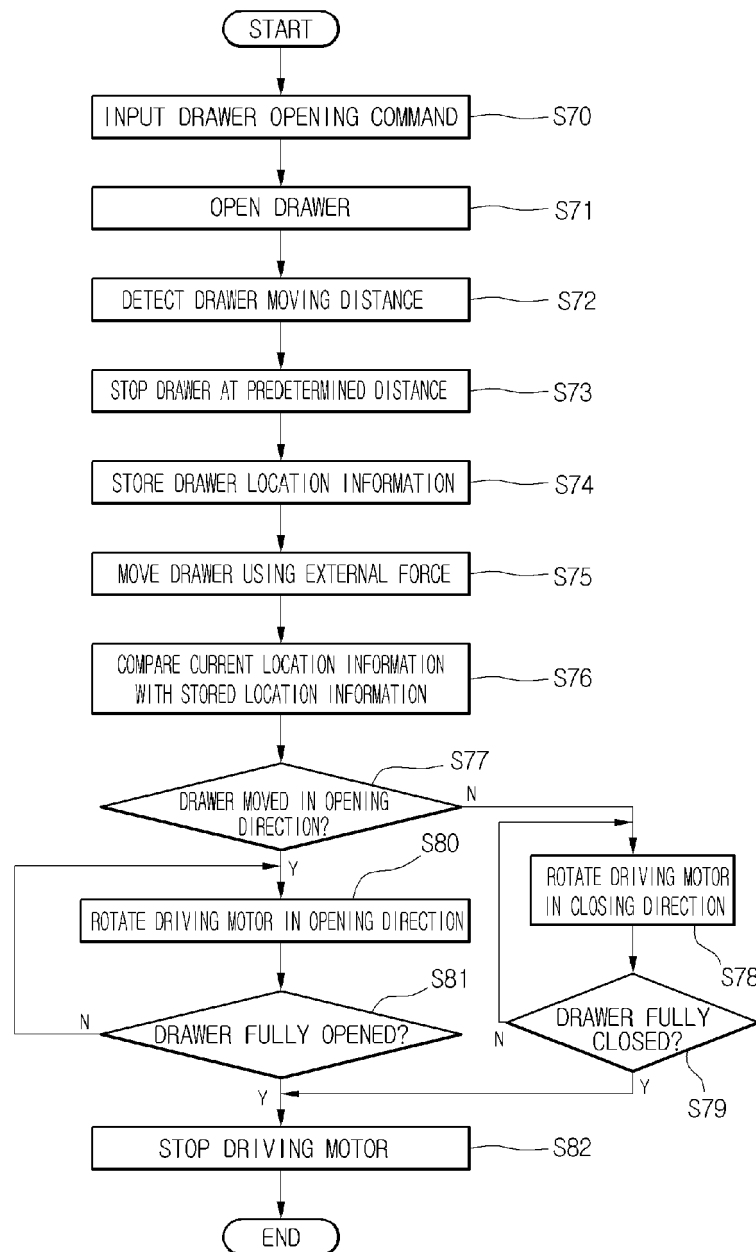 START
INPUT DRAWER OPENING COMMAND
S70
OPEN DRAWER
S71
DETECT DRAWER MOVING DISTANCE
S72
STOP DRAWER AT PREDETERMINED DISTANCE
S73
STORE DRAWER LOCATION INFORMATION
S74
MOVE DRAWER USING EXTERNAL FORCE
S75
COMPARE CURRENT LOCATION INFORMATION
WITH STORED LOCATION INFORMATION
S76
S77
DRAWER MOVED IN OPENING
DIRECTION?
N
Y
S80
ROTATE DRIVING MOTOR IN OPENING DIRECTION
ROTATE DRIVING MOTOR
IN CLOSING DIRECTION
S78
S81
DRAWER FULLY OPENED?
N
Y
DRAWER FULLY
CLOSED?
N
Y
S79
STOP DRIVING MOTOR
S82
END